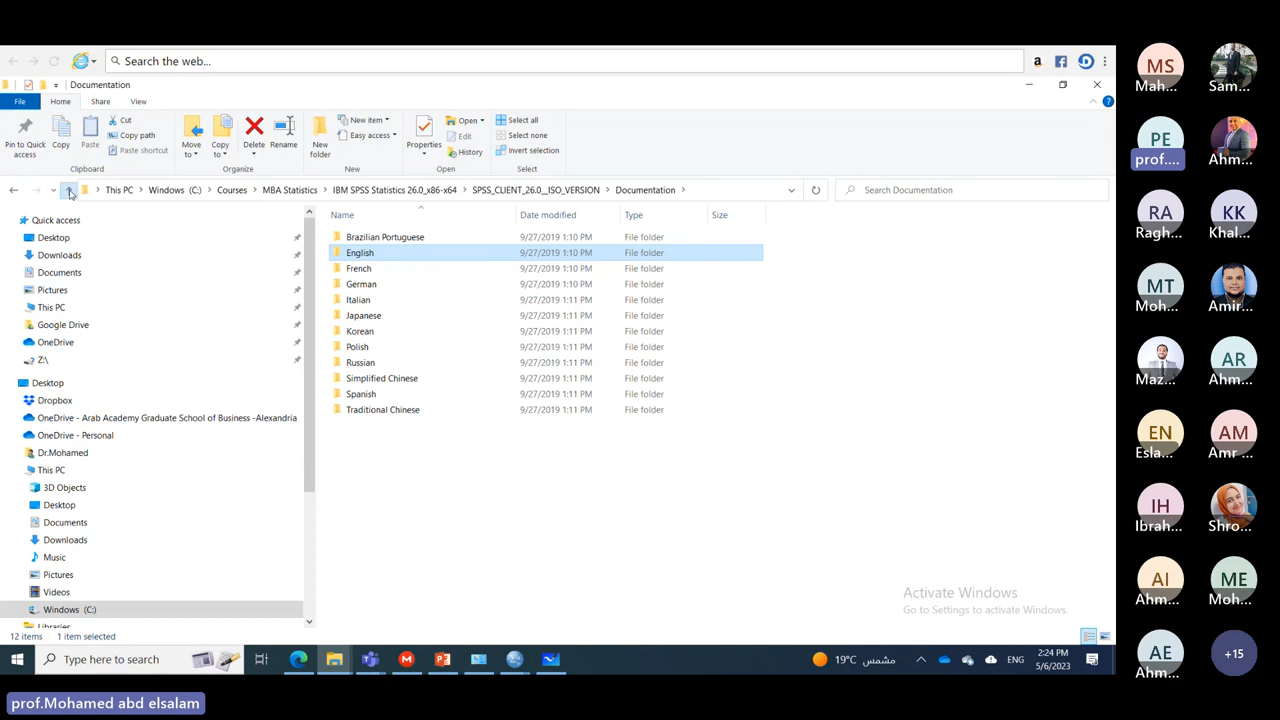 Search the web...
Documentation
File Home Share View
Pin to Quick access
Copy
Paste
Cut
Copy path
Paste shortcut
Clipboard
Move to
Copy to
Delete
Rename
Organize
New folder
New item
Easy access
New
Properties
Open
Edit
History
Open
Select all
Select none
Invert selection
Select
This PC > Windows (C:) > Courses > MBA Statistics > IBM SPSS Statistics 26.0_x86-x64 > SPSS_CLIENT_26.0__ISO_VERSION > Documentation >
Search Documentation
Quick access
Desktop
Downloads
Documents
Pictures
This PC
Google Drive
OneDrive
Z:\
Desktop
Dropbox
OneDrive - Arab Academy Graduate School of Business -Alexandria
OneDrive - Personal
Dr.Mohamed
This PC
3D Objects
Desktop
Documents
Downloads
Music
Pictures
Videos
Windows (C:)
Libraries
Name Date modified Type Size
Brazilian Portuguese 9/27/2019 1:10 PM File folder
English 9/27/2019 1:10 PM File folder
French 9/27/2019 1:10 PM File folder
German 9/27/2019 1:10 PM File folder
Italian 9/27/2019 1:11 PM File folder
Japanese 9/27/2019 1:11 PM File folder
Korean 9/27/2019 1:11 PM File folder
Polish 9/27/2019 1:11 PM File folder
Russian 9/27/2019 1:11 PM File folder
Simplified Chinese 9/27/2019 1:11 PM File folder
Spanish 9/27/2019 1:11 PM File folder
Traditional Chinese 9/27/2019 1:11 PM File folder
Activate Windows
Go to Settings to activate Windows.
12 items 1 item selected
Type here to search
19°C مشمس
ENG
2:24 PM
5/6/2023
prof.Mohamed abd elsalam
MS
Mah...
Sam...
PE
prof....
Ahm...
RA
Ragh...
KK
Khal...
MT
Moh...
Amir...
Maz...
AR
Ahm...
EN
Esla...
AM
Amr ...
IH
Ibrah...
Shro...
AI
Ahm...
ME
Moh...
AE
Ahm...
+15